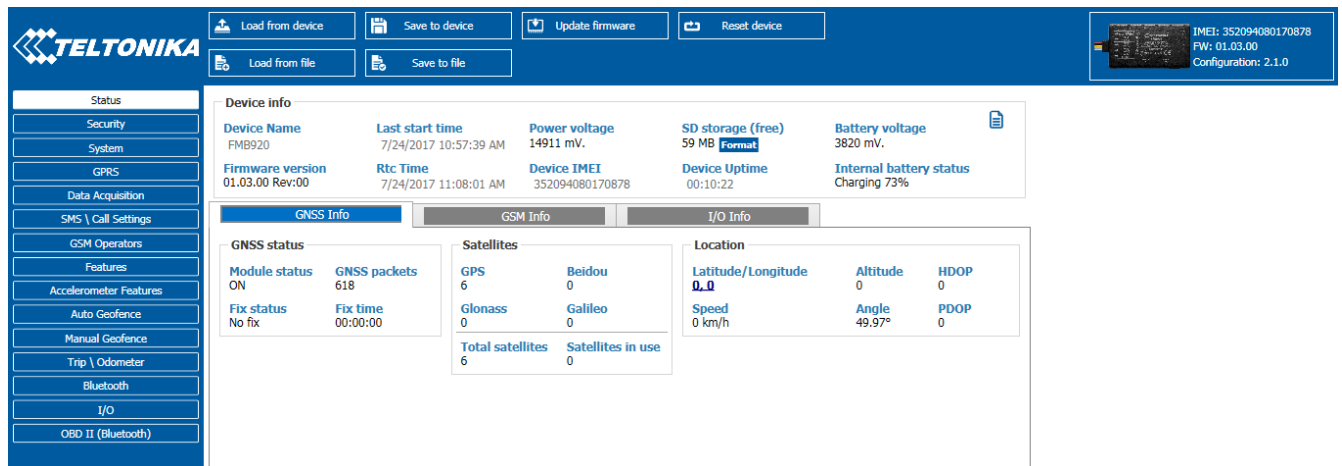 TELTONIKA
Load from device
Save to device
Update firmware
Reset device
Load from file
Save to file
IMEI: 352094080170878
FW: 01.03.00
Configuration: 2.1.0
Status
Security
System
GPRS
Data Acquisition
SMS \ Call Settings
GSM Operators
Features
Accelerometer Features
Auto Geofence
Manual Geofence
Trip \ Odometer
Bluetooth
I/O
OBD II (Bluetooth)
Device info
Device Name
FMB920
Last start time
7/24/2017 10:57:39 AM
Power voltage
14911 mV.
SD storage (free)
59 MB Format
Battery voltage
3820 mV.
Firmware version
01.03.00 Rev:00
Rtc Time
7/24/2017 11:08:01 AM
Device IMEI
352094080170878
Device Uptime
00:10:22
Internal battery status
Charging 73%
GNSS Info
GSM Info
I/O Info
GNSS status
Module status
ON
GNSS packets
618
Fix status
No fix
Fix time
00:00:00
Satellites
GPS
6
Beidou
0
Glonass
0
Galileo
0
Total satellites
6
Satellites in use
0
Location
Latitude/Longitude
0, 0
Altitude
0
HDOP
0
Speed
0 km/h
Angle
49.97°
PDOP
0